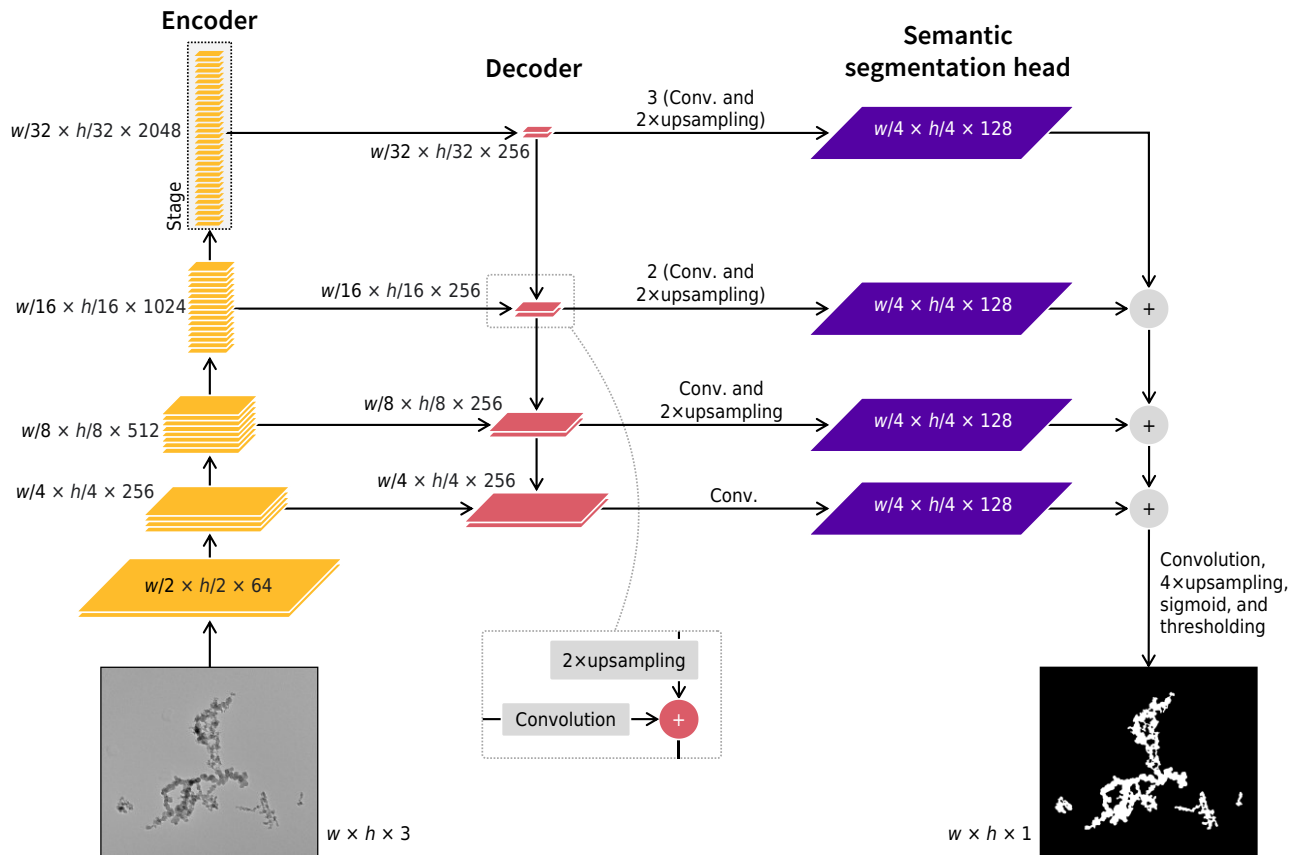 Encoder
Decoder
Semantic
segmentation head
w/32 × h/32 × 2048
Stage
w/32 × h/32 × 256
3 (Conv. and
2×upsampling)
w/4 × h/4 × 128
w/16 × h/16 × 1024
w/16 × h/16 × 256
2 (Conv. and
2×upsampling)
w/4 × h/4 × 128
+
w/8 × h/8 × 512
w/8 × h/8 × 256
Conv. and
2×upsampling
w/4 × h/4 × 128
+
w/4 × h/4 × 256
w/4 × h/4 × 256
Conv.
w/4 × h/4 × 128
+
w/2 × h/2 × 64
Convolution,
4×upsampling,
sigmoid, and
thresholding
2×upsampling
Convolution
+
w × h × 3
w × h × 1